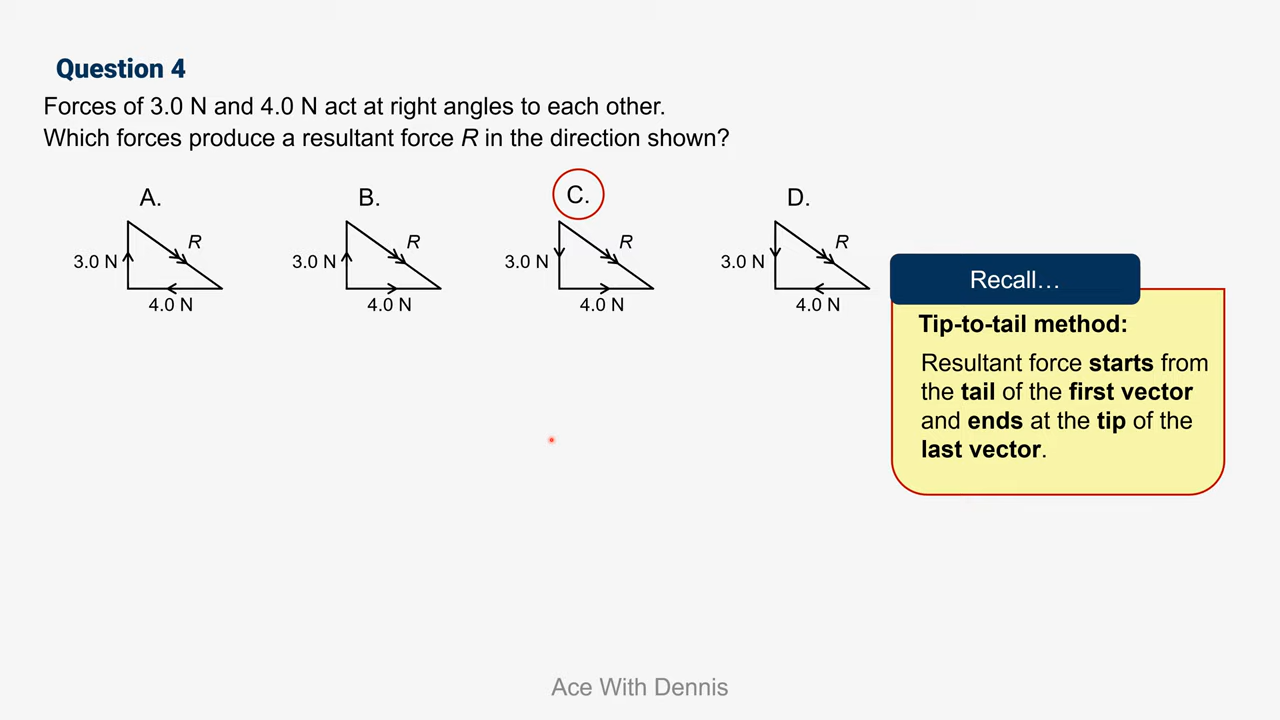 Question 4
Forces of 3.0 N and 4.0 N act at right angles to each other.
Which forces produce a resultant force R in the direction shown?
A.
B.
C.
D.
R
3.0 N
4.0 N
R
3.0 N
4.0 N
R
3.0 N
4.0 N
R
3.0 N
4.0 N
Recall…
Tip-to-tail method:
Resultant force starts from
the tail of the first vector
and ends at the tip of the
last vector.
Ace With Dennis